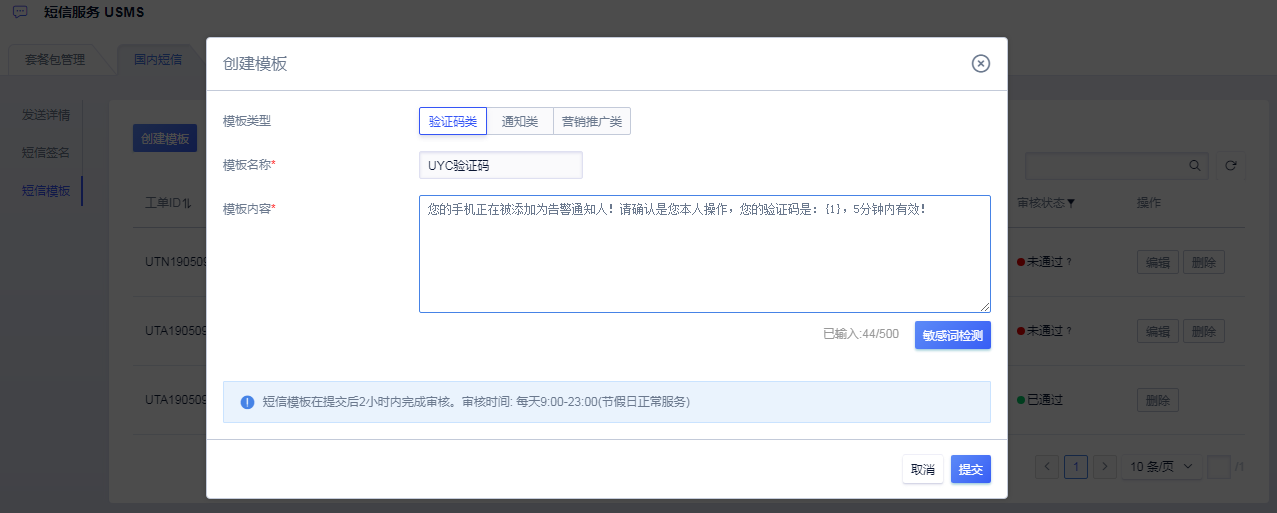 短信服务 USMS
套餐包管理
国内短信
创建模板
发送详情
短信签名
短信模板
创建模板
模板类型
验证码类
通知类
营销推广类
模板名称*
UYC验证码
模板内容*
您的手机正在被添加为告警通知人！请确认是您本人操作，您的验证码是：{1}，5分钟内有效！
已输入:44/500
敏感词检测
短信模板在提交后2小时内完成审核。审核时间: 每天9:00-23:00(节假日正常服务)
取消
提交
工单ID
审核状态
操作
UTN190509
未通过 ?
编辑
删除
UTA190509
未通过 ?
编辑
删除
UTA190509
已通过
删除
1
10 条/页
/1